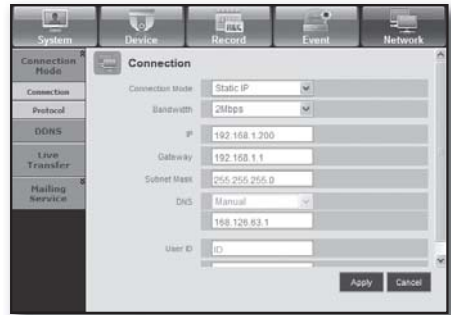 System Device Record Event Network
Connection Mode
Connection
Protocol
DDNS
Live Transfer
Mailing Service
Connection
Connection Mode Static IP
Bandwidth 2Mbps
IP 192.168.1.200
Gateway 192.168.1.1
Subnet Mask 255.255.255.0
DNS Manual
168.126.63.1
User ID ID
Apply Cancel